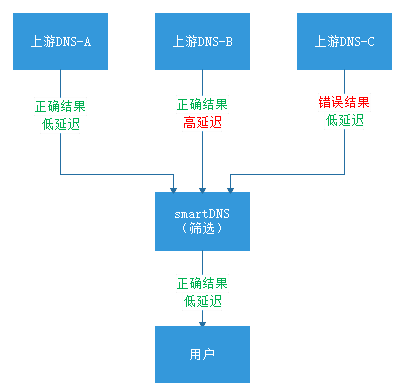 上游DNS-A
上游DNS-B
上游DNS-C
正确结果
低延迟
正确结果
高延迟
错误结果
低延迟
smartDNS
（筛选）
正确结果
低延迟
用户